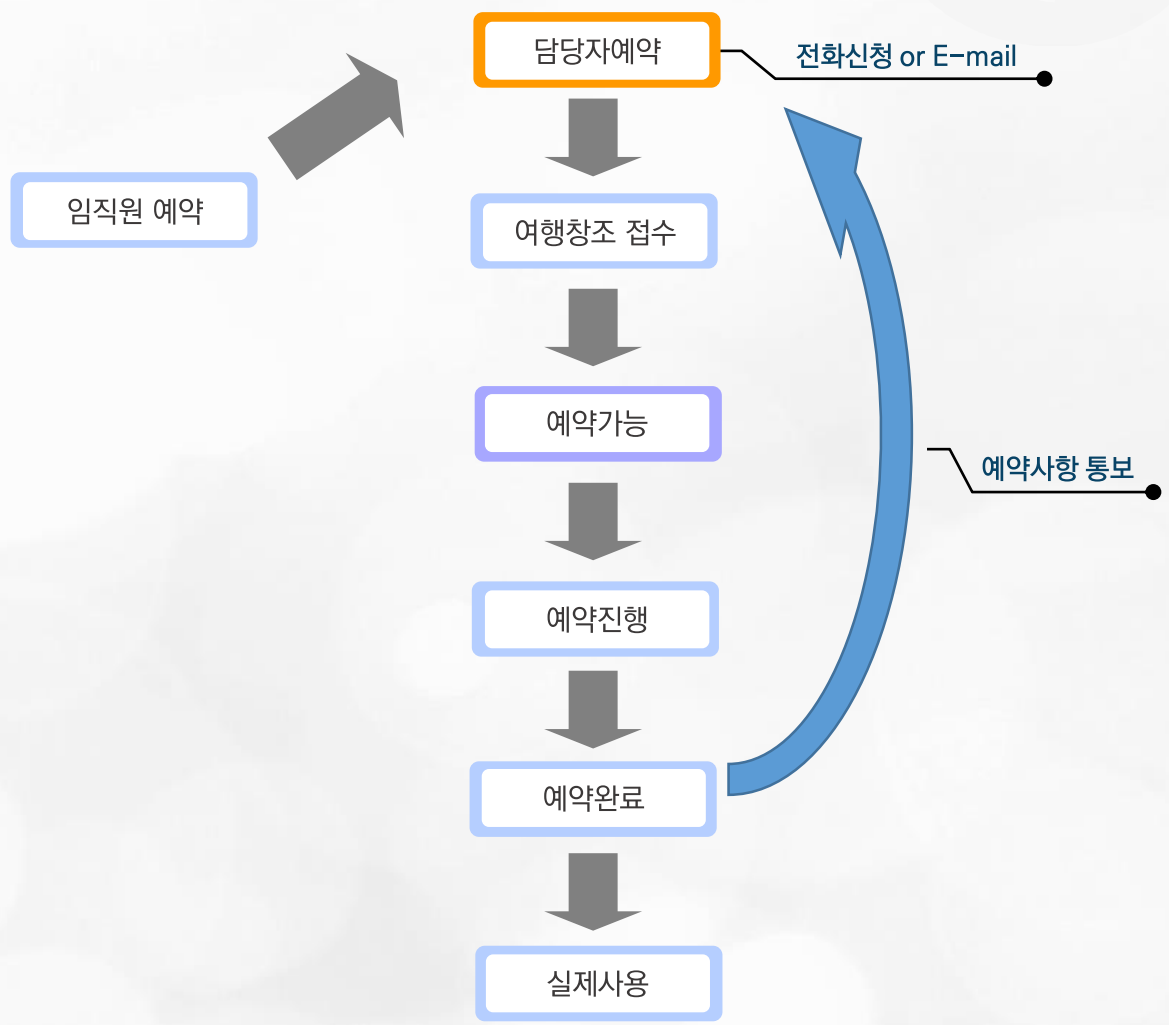 담당자예약
전화신청 or E-mail
임직원 예약
여행창조 접수
예약가능
예약사항 통보
예약진행
예약완료
실제사용